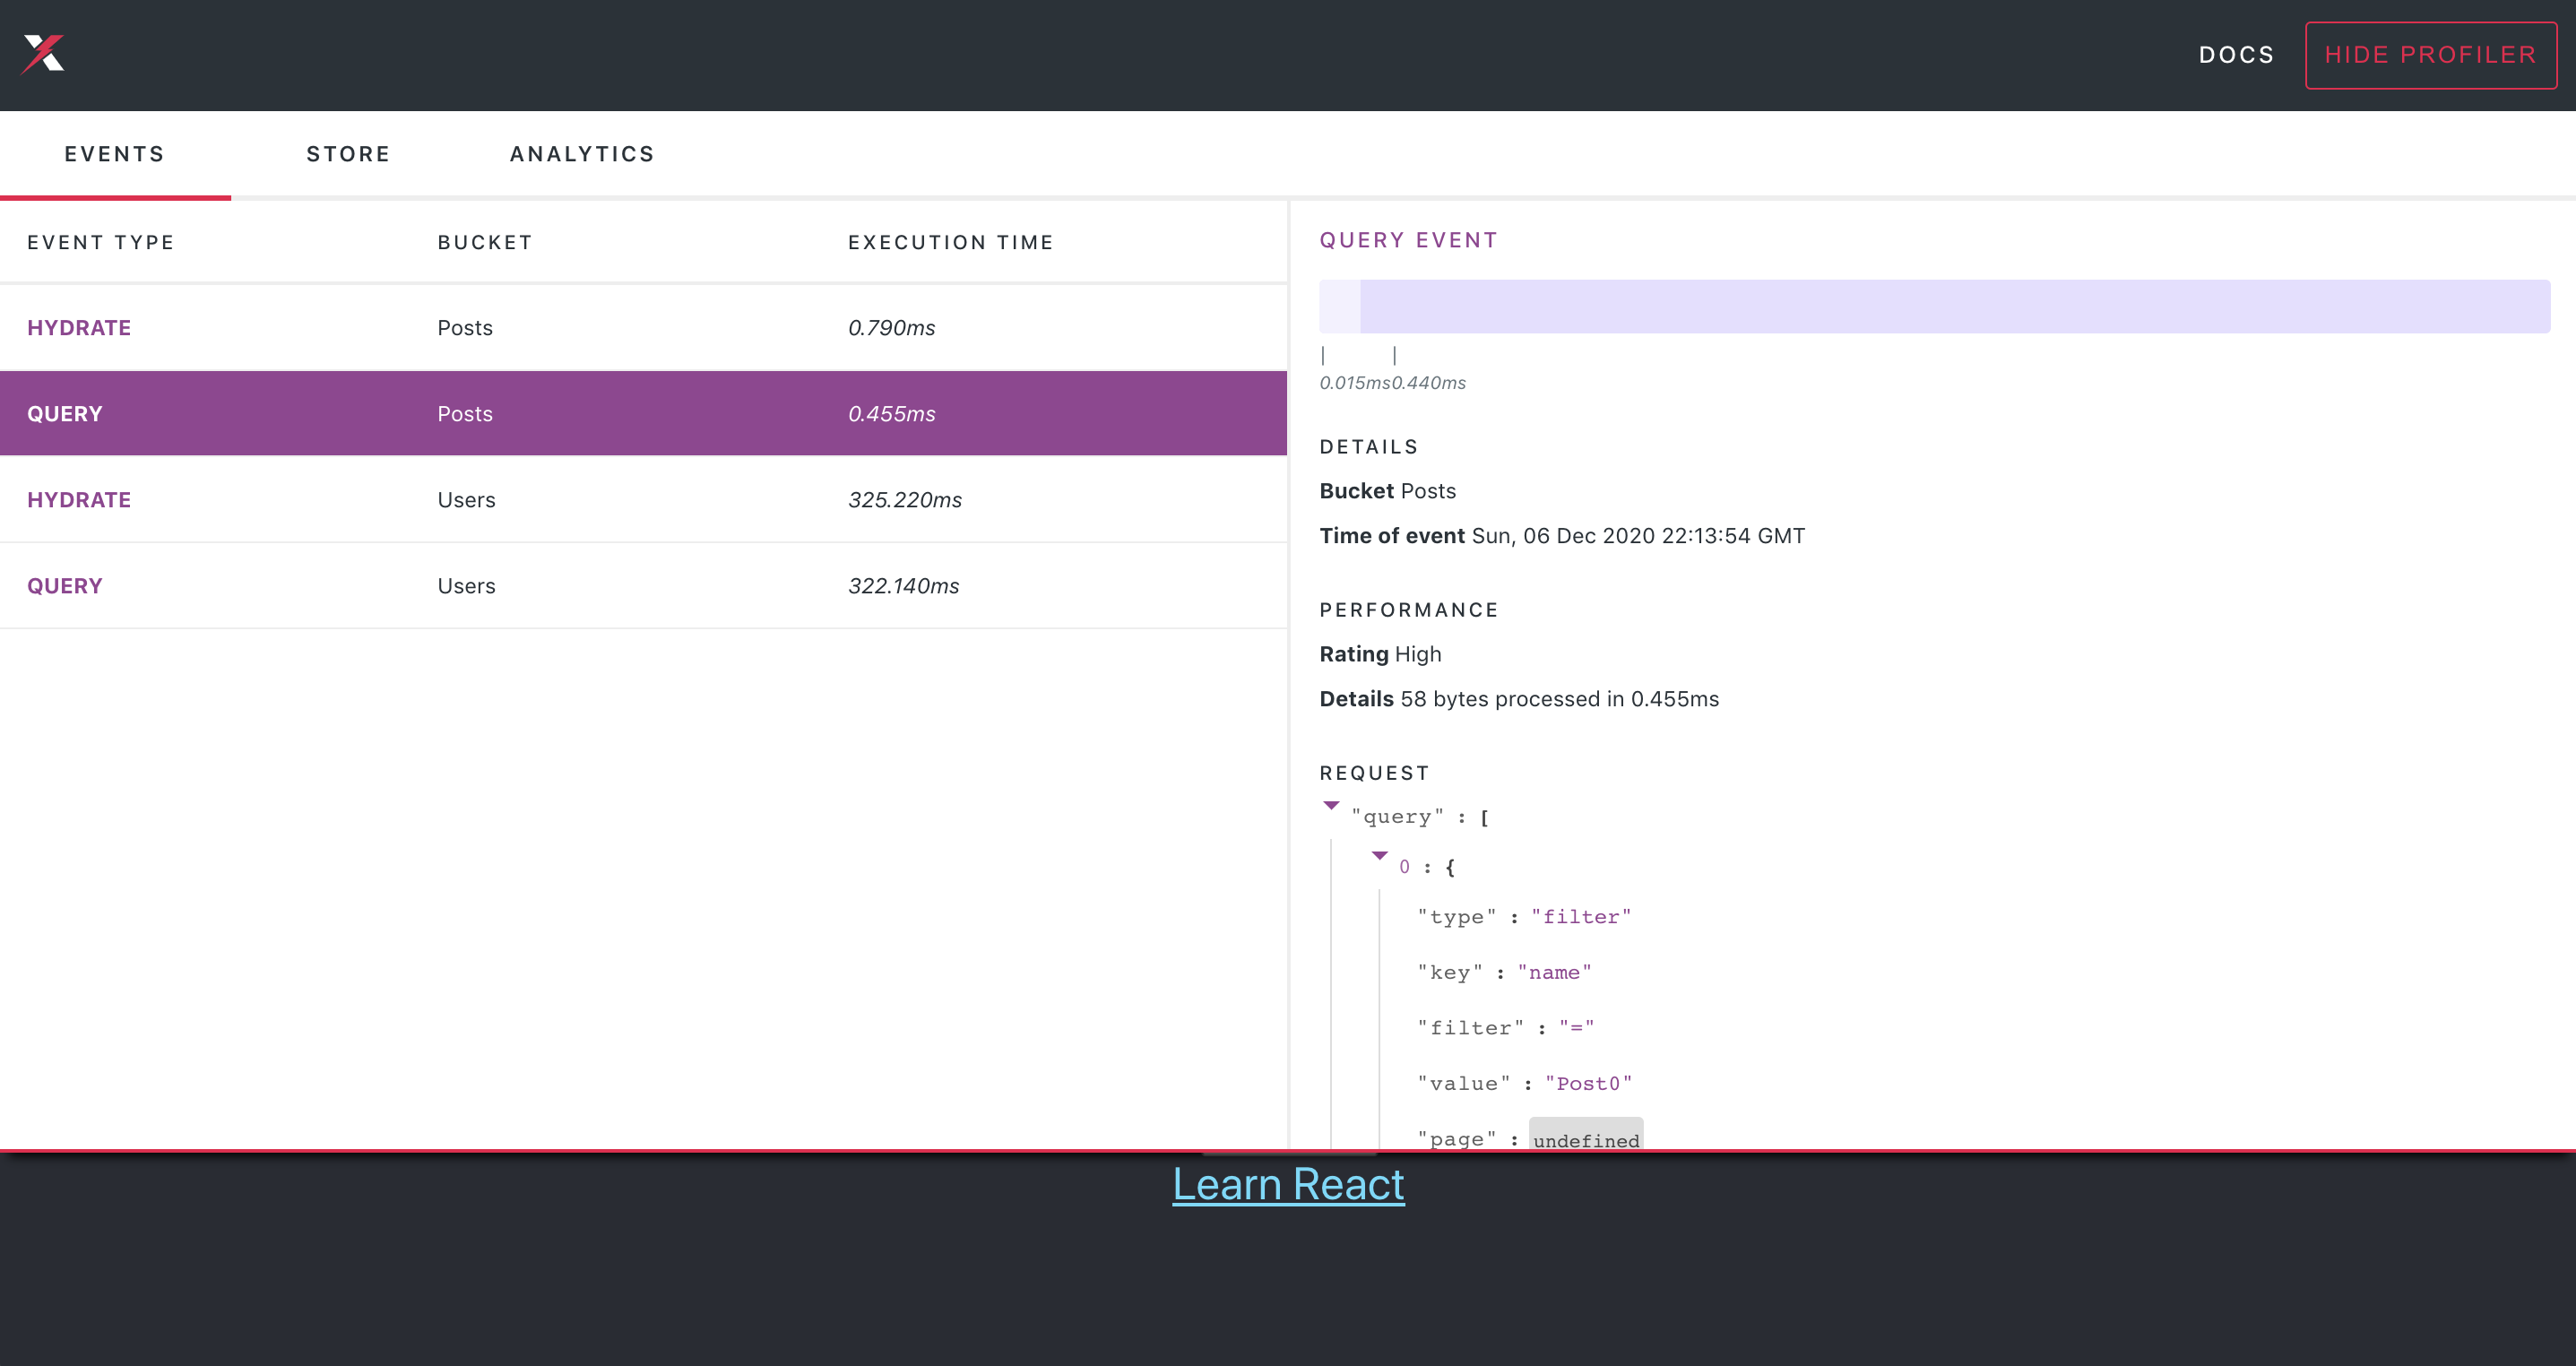 DOCS HIDE PROFILER
EVENTS STORE ANALYTICS
EVENT TYPE BUCKET EXECUTION TIME
HYDRATE Posts 0.790ms
QUERY Posts 0.455ms
HYDRATE Users 325.220ms
QUERY Users 322.140ms
QUERY EVENT
0.015ms0.440ms
DETAILS
Bucket Posts
Time of event Sun, 06 Dec 2020 22:13:54 GMT
PERFORMANCE
Rating High
Details 58 bytes processed in 0.455ms
REQUEST
"query" : [
0 : {
"type" : "filter"
"key" : "name"
"filter" : "="
"value" : "Post0"
"page" : undefined
Learn React